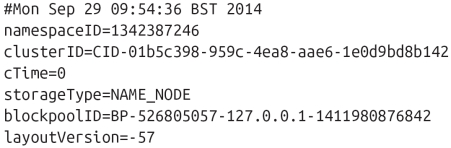 #Mon Sep 29 09:54:36 BST 2014
namespaceID=1342387246
clusterID=CID-01b5c398-959c-4ea8-aae6-1e0d9bd8b142
cTime=0
storageType=NAME_NODE
blockpoolID=BP-526805057-127.0.0.1-1411980876842
layoutVersion=-57